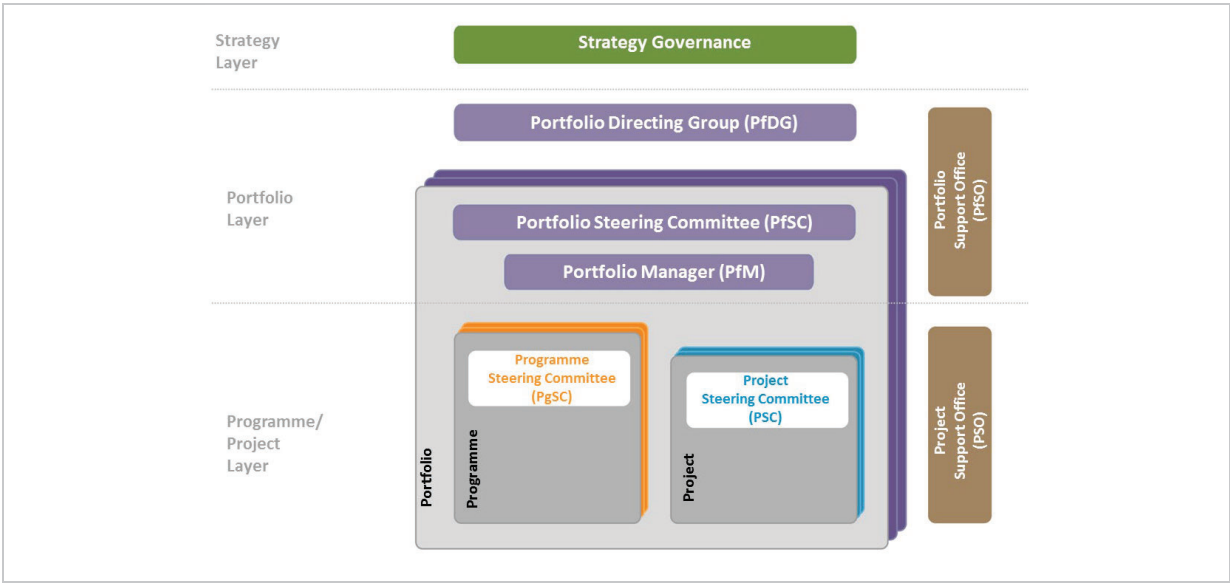 Strategy
Layer
Strategy Governance
Portfolio Directing Group (PfDG)
Portfolio
Layer
Portfolio Steering Committee (PfSC)
Portfolio Manager (PfM)
Portfolio
Support Office
(PfSO)
Programme/
Project
Layer
Portfolio
Programme
Programme
Steering Committee
(PgSC)
Project
Project
Steering Committee
(PSC)
Project
Support Office
(PSO)